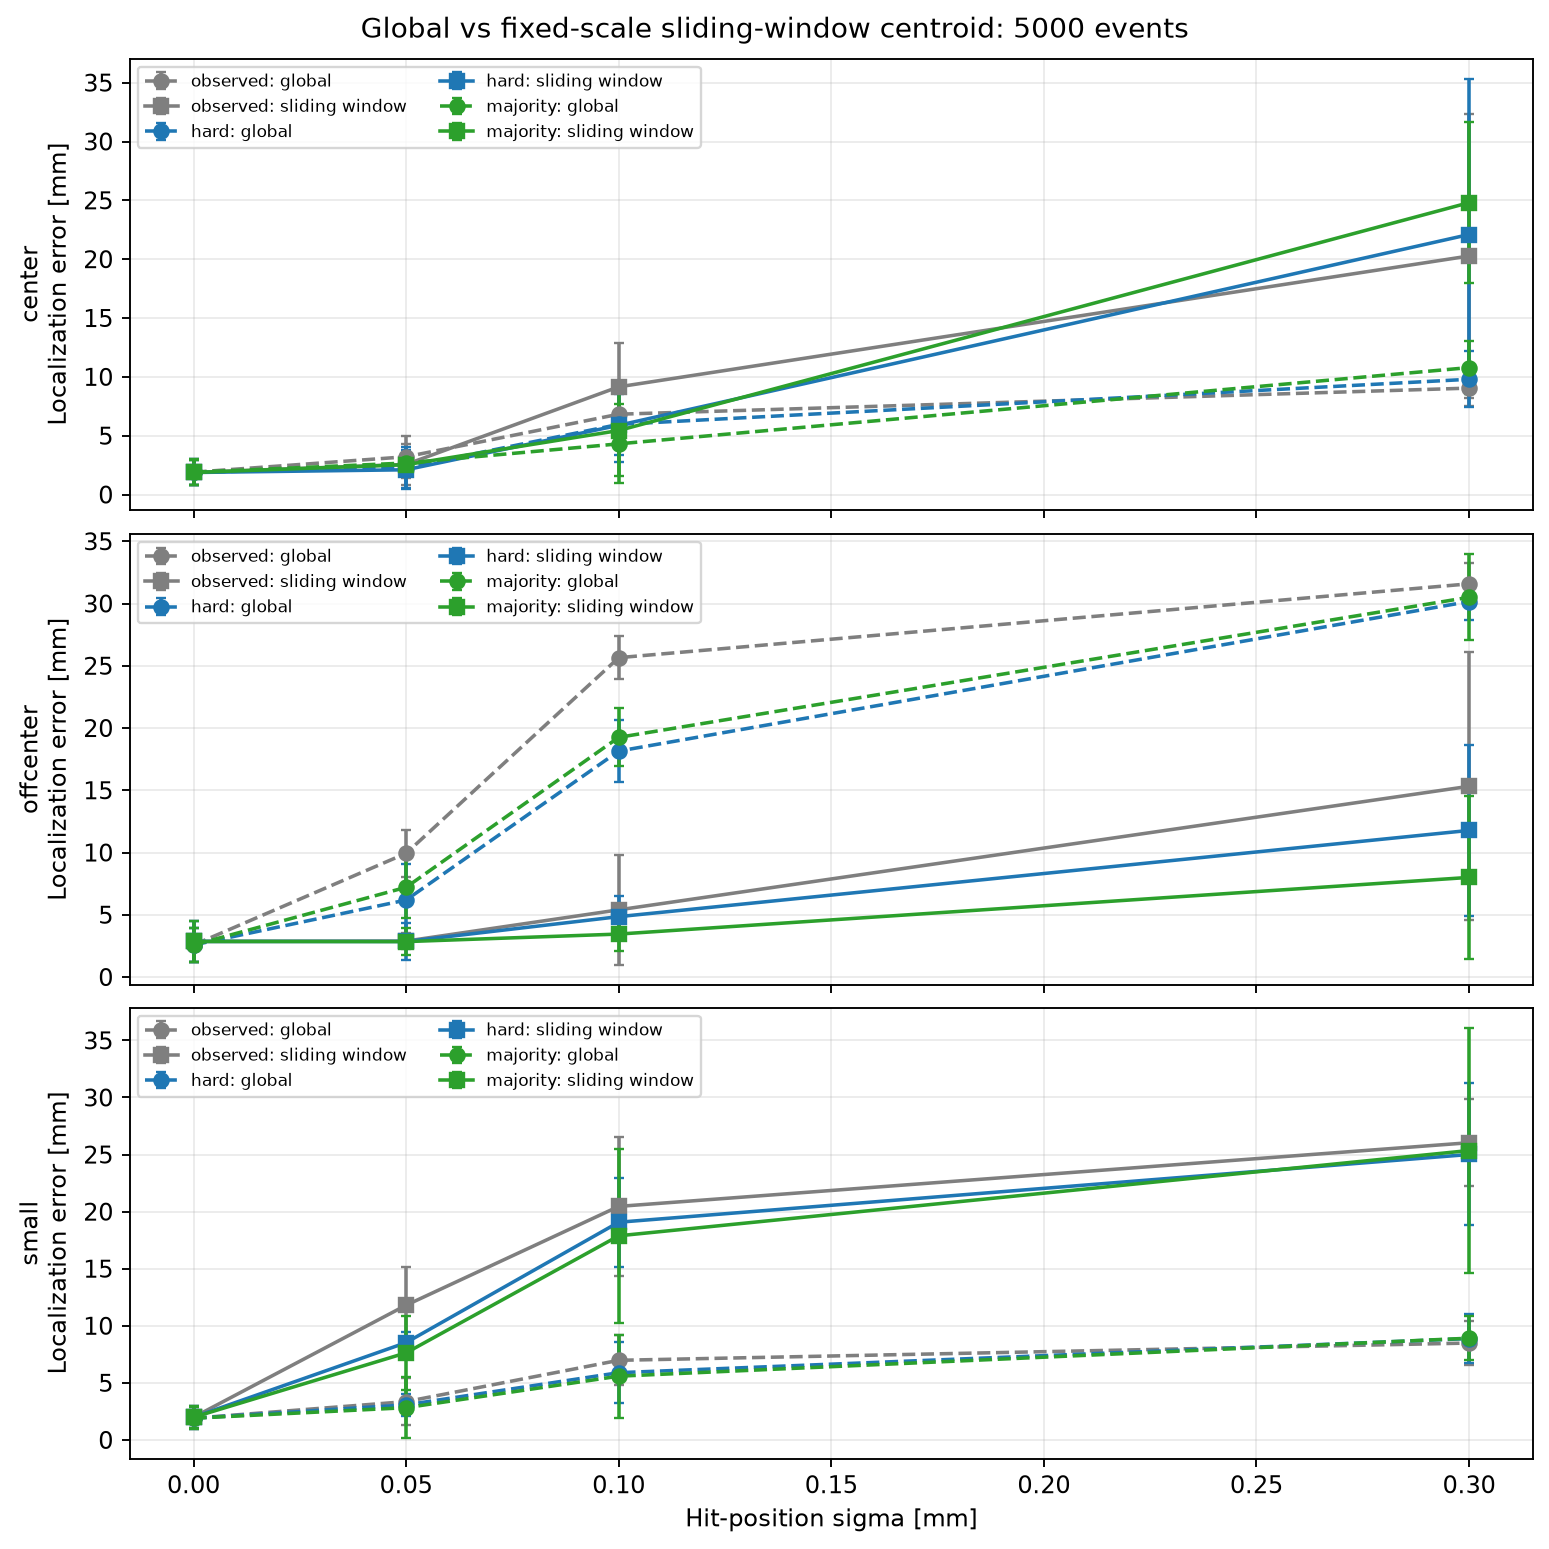 Global vs fixed-scale sliding-window centroid: 5000 events
observed: global
observed: sliding window
hard: global
hard: sliding window
majority: global
majority: sliding window
center
Localization error [mm]
35
30
25
20
15
10
5
0
observed: global
observed: sliding window
hard: global
hard: sliding window
majority: global
majority: sliding window
offcenter
Localization error [mm]
35
30
25
20
15
10
5
0
observed: global
observed: sliding window
hard: global
hard: sliding window
majority: global
majority: sliding window
small
Localization error [mm]
35
30
25
20
15
10
5
0
0.00 0.05 0.10 0.15 0.20 0.25 0.30
Hit-position sigma [mm]